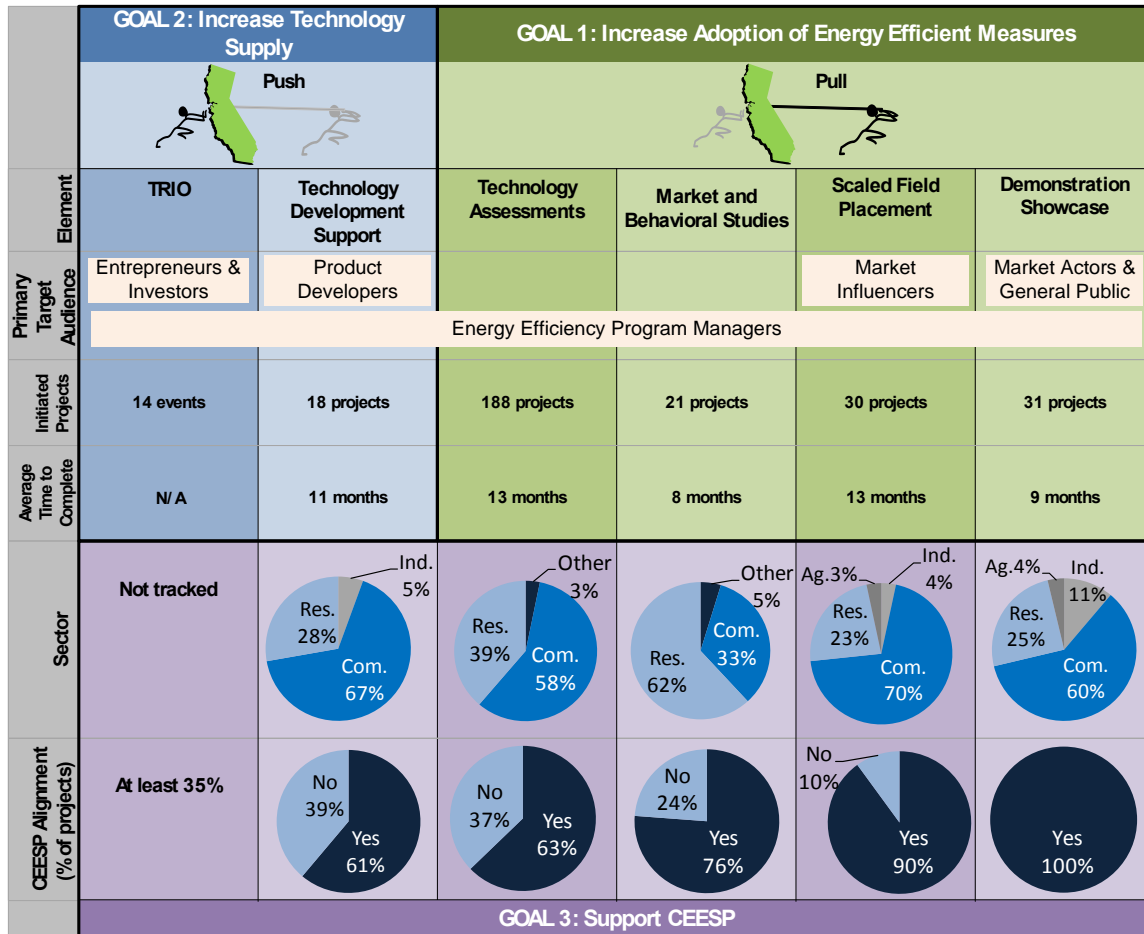 GOAL 2: Increase Technology
Supply
GOAL 1: Increase Adoption of Energy Efficient Measures
Push
Pull
Element
TRIO
Technology
Development
Support
Technology
Assessments
Market and
Behavioral Studies
Scaled Field
Placement
Demonstration
Showcase
Primary
Target
Audience
Entrepreneurs &
Investors
Product
Developers
Market
Influencers
Market Actors &
General Public
Energy Efficiency Program Managers
Initiated
Projects
14 events
18 projects
188 projects
21 projects
30 projects
31 projects
Average
Time to
Complete
N/A
11 months
13 months
8 months
13 months
9 months
Sector
Not tracked
Ind.
5%
Res.
28%
Com.
67%
Other
3%
Res.
39%
Com.
58%
Other
5%
Com.
33%
Res.
62%
Ag.3%
Ind.
4%
Res.
23%
Com.
70%
Ag.4%
Ind.
11%
Res.
25%
Com.
60%
CEESP Alignment
(% of projects)
At least 35%
No
39%
Yes
61%
No
37%
Yes
63%
No
24%
Yes
76%
No
10%
Yes
90%
Yes
100%
GOAL 3: Support CEESP